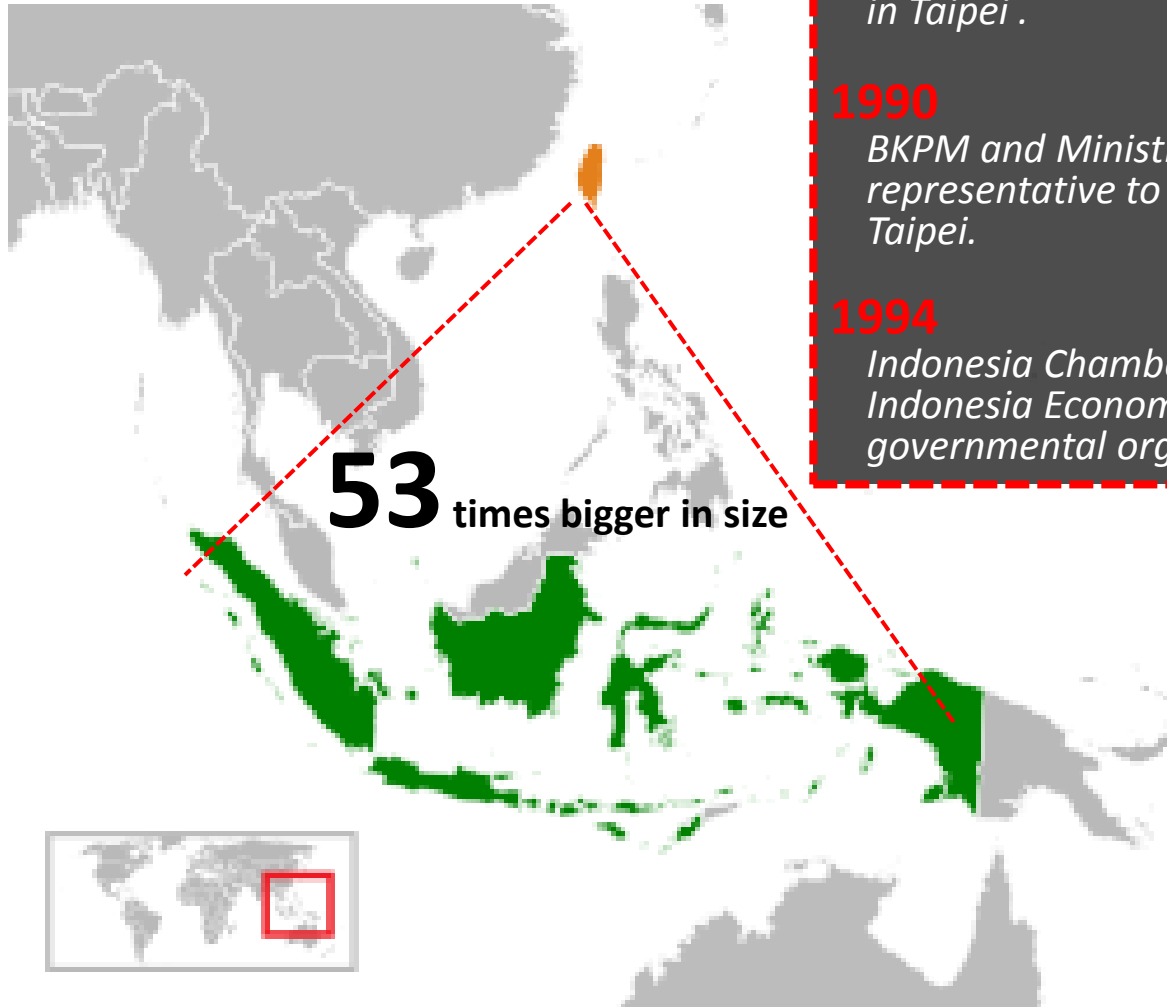 in Taipei .
1990
BKPM and Minist
representative to
Taipei.
1994
Indonesia Chamb
Indonesia Econom
governmental org
53 times bigger in size